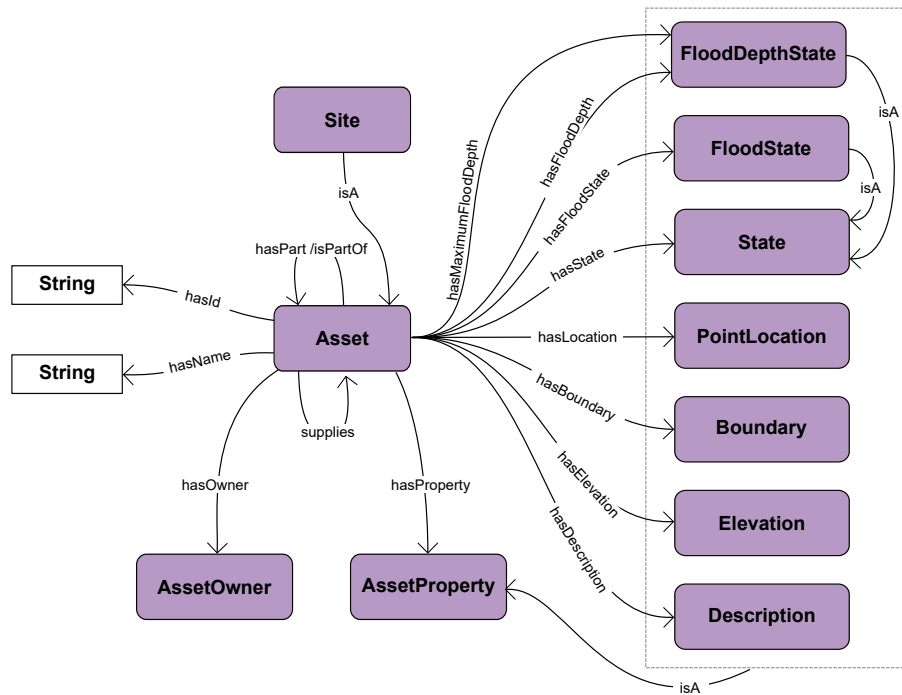 FloodDepthState
isA
hasFloodDepth
hasMaximumFloodDepth
Site
FloodState
isA
isA
hasFloodState
State
hasPart /isPartOf
hasState
String
hasId
Asset
hasLocation
PointLocation
String
hasName
hasBoundary
Boundary
supplies
hasOwner
hasProperty
hasElevation
Elevation
hasDescription
AssetOwner
AssetProperty
Description
isA